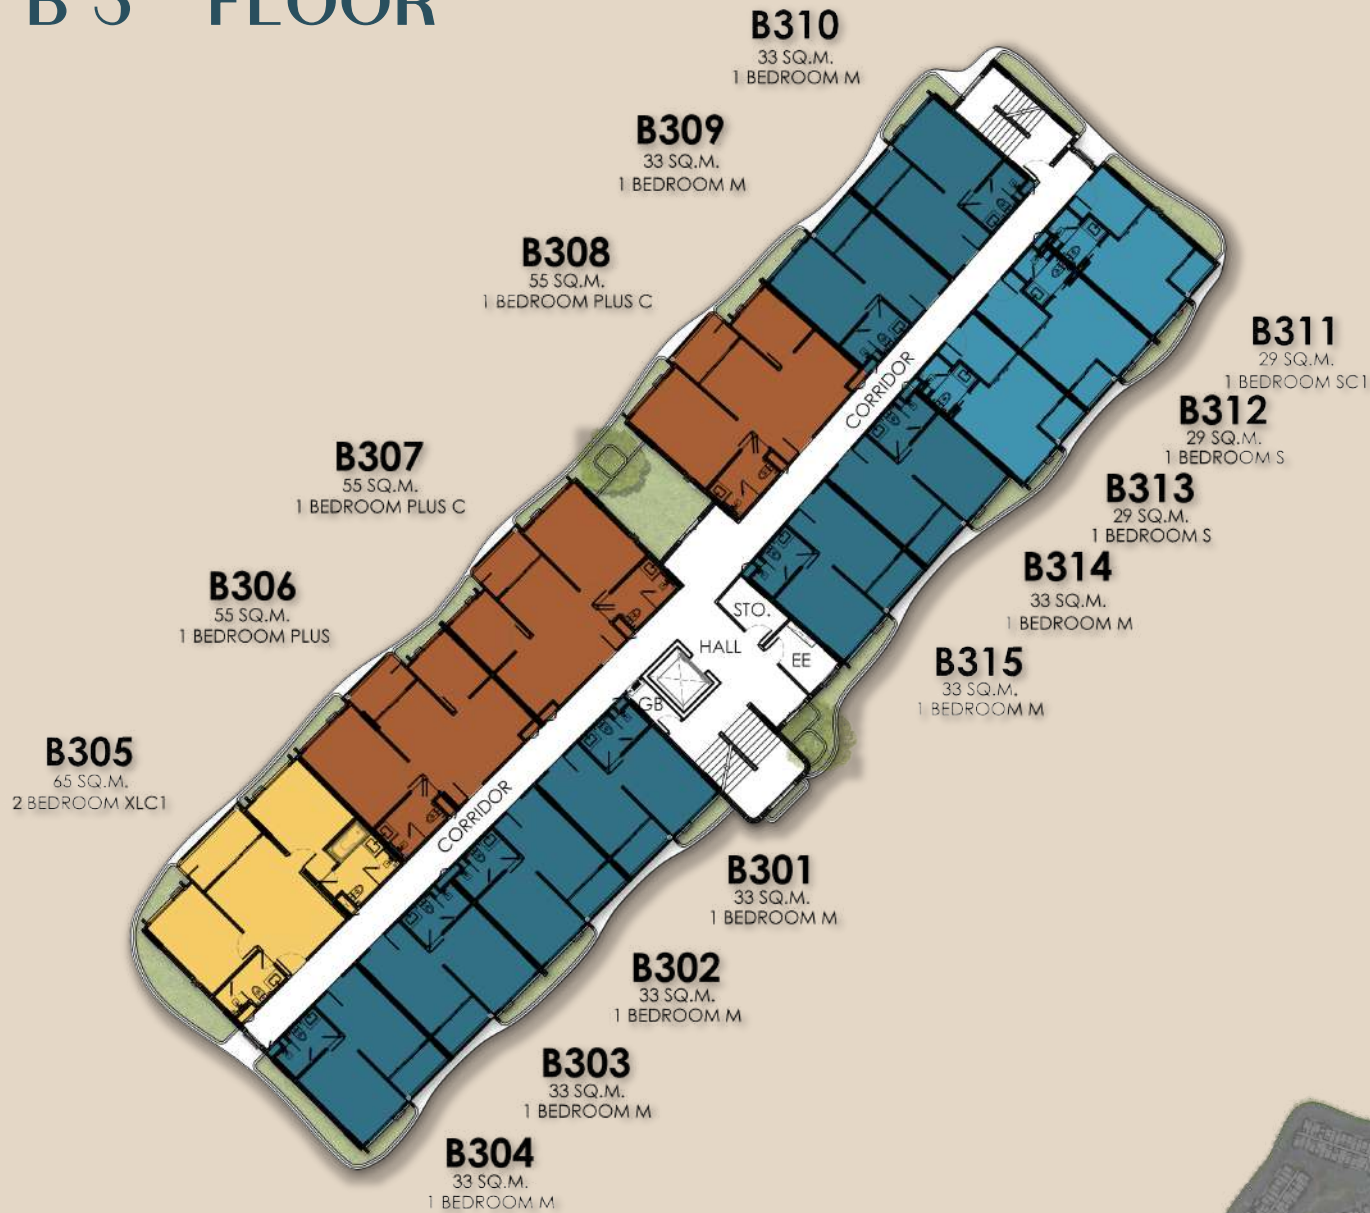 B 3 FLOOR
B310
33 SQ.M.
1 BEDROOM M
B309
33 SQ.M.
1 BEDROOM M
B308
55 SQ.M.
1 BEDROOM PLUS C
B307
55 SQ.M.
1 BEDROOM PLUS C
B306
55 SQ.M.
1 BEDROOM PLUS
B305
65 SQ.M.
2 BEDROOM XLC1
B311
29 SQ.M.
1 BEDROOM SC1
B312
29 SQ.M.
1 BEDROOM S
B313
29 SQ.M.
1 BEDROOM S
B314
33 SQ.M.
1 BEDROOM M
B315
33 SQ.M.
1 BEDROOM M
CORRIDOR
STO.
HALL
EE
GB
CORRIDOR
B301
33 SQ.M.
1 BEDROOM M
B302
33 SQ.M.
1 BEDROOM M
B303
33 SQ.M.
1 BEDROOM M
B304
33 SQ.M.
1 BEDROOM M